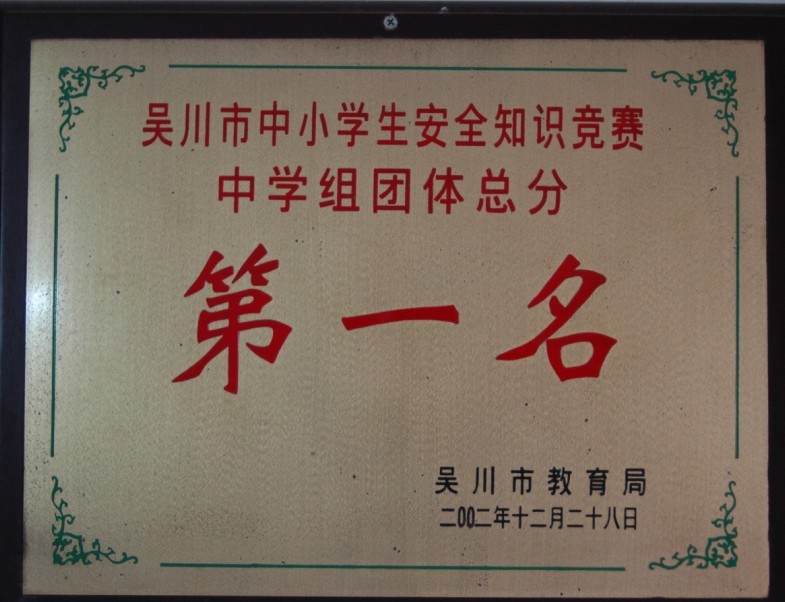 吴川市中小学生安全知识竞赛
中学组团体总分
第一名
吴川市教育局
二00二年十二月二十八日